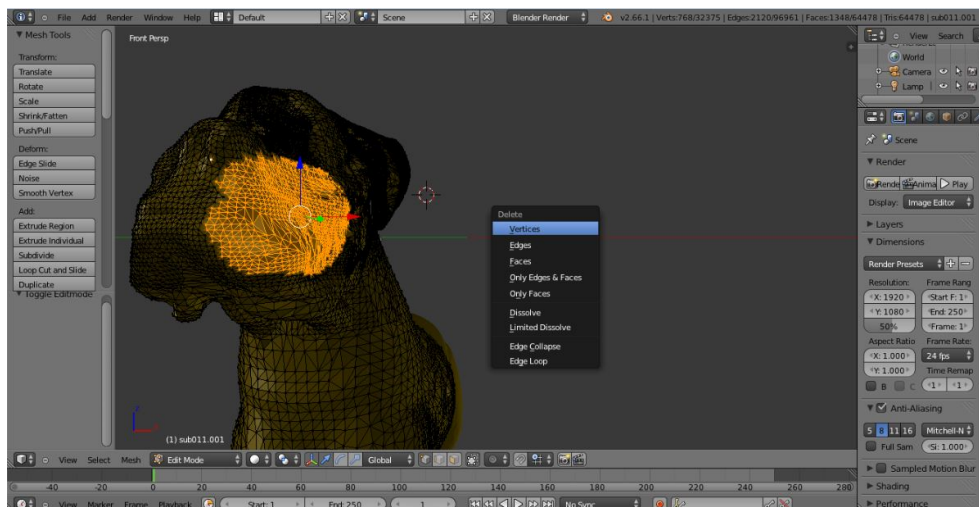 File Add Render Window Help Default Scene Blender Render v2.66.1 | Verts:768/32375 | Edges:2120/96961 | Faces:1348/64478 | Tris:64478 | sub011.001
Mesh Tools
Transform:
Translate
Rotate
Scale
Shrink/Fatten
Push/Pull
Deform:
Edge Slide
Noise
Smooth Vertex
Add:
Extrude Region
Extrude Individual
Subdivide
Loop Cut and Slide
Duplicate
Toggle Editmode
Front Persp
Delete
Vertices
Edges
Faces
Only Edges & Faces
Only Faces
Dissolve
Limited Dissolve
Edge Collapse
Edge Loop
(1) sub011.001
View Select Mesh Edit Mode Global
-40 -20 0 20 40 60 80 100 120 140 160 180 200 220 240 260 280
View Marker Frame Playback Start: 1 End: 250 1 No Sync
View Search
World
Camera
Lamp
Scene
Render
Rende Anima Play
Display: Image Editor
Layers
Dimensions
Render Presets
Resolution: Frame Rang
X: 1920 Start F: 1
Y: 1080 End: 250
50% Frame: 1
Aspect Ratio Frame Rate:
X: 1.000 24 fps
Y: 1.000 Time Remap
B C 1 1
Anti-Aliasing
5 8 11 16 Mitchell-N
Full Sam Si: 1.000
Sampled Motion Blur
Shading
Performance